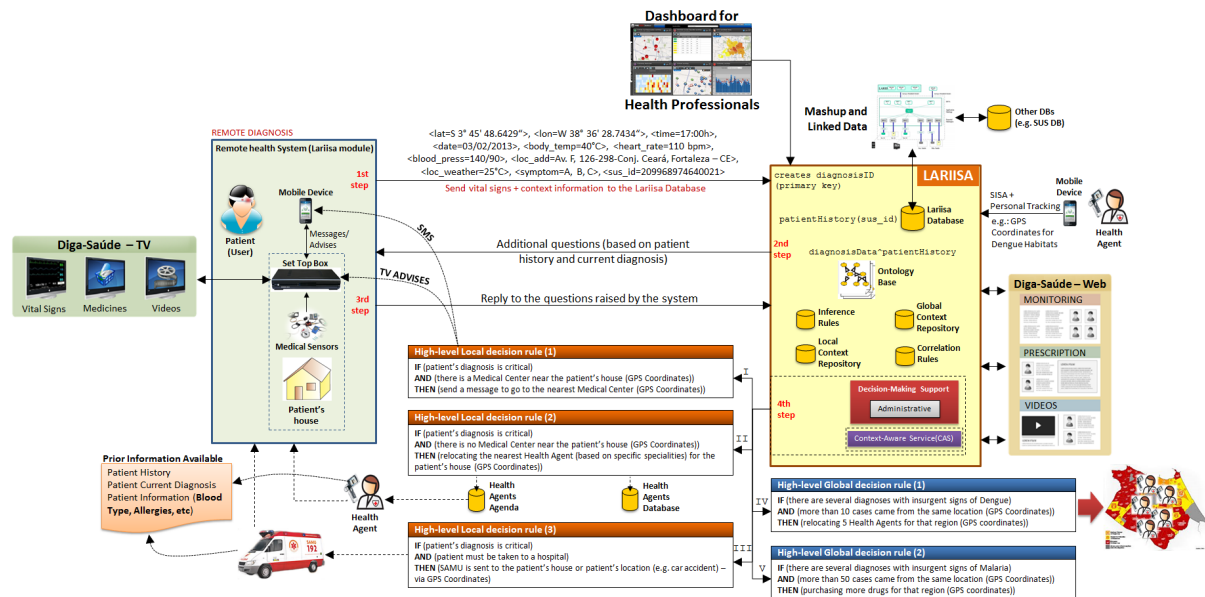 Dashboard for
Health Professionals
Mashup and
Linked Data
Other DBs
(e.g. SUS DB)
REMOTE DIAGNOSIS
Remote health System (Lariisa module)
Patient
(User)
Mobile Device
Messages/
Advises
Set Top Box
Medical Sensors
Patient's
house
Diga-Saúde – TV
Vital Signs
Medicines
Videos
1st
step
<lat=S 3° 45' 48.6429">, <lon=W 38° 36' 28.7434">, <time=17:00h>,
<date=03/02/2013>, <body_temp=40°C>, <heart_rate=110 bpm>,
<blood_press=140/90>, <loc_add=Av. F, 126-298-Conj. Ceará, Fortaleza – CE>,
<loc_weather=25°C>, <symptom=A, B, C>, <sus_id=209968974640021>
Send vital signs + context information to the Lariisa Database
SMS
TV ADVISES
Additional questions (based on patient
history and current diagnosis)
2nd
step
3rd
step
Reply to the questions raised by the system
LARIISA
creates diagnosisID
(primary key)
patientHistory(sus_id)
Lariisa
Database
diagnosisData^patientHistory
Ontology
Base
Inference
Rules
Global
Context
Repository
Local
Context
Repository
Correlation
Rules
4th
step
Decision-Making Support
Administrative
Context-Aware Service(CAS)
SISA +
Personal Tracking
e.g.: GPS
Coordinates for
Dengue Habitats
Mobile
Device
Health
Agent
Diga-Saúde – Web
MONITORING
PRESCRIPTION
VIDEOS
High-level Local decision rule (1)
IF (patient's diagnosis is critical)
AND (there is a Medical Center near the patient's house (GPS Coordinates))
THEN (send a message to go to the nearest Medical Center (GPS Coordinates))
I
High-level Local decision rule (2)
IF (patient's diagnosis is critical)
AND (there is no Medical Center near the patient's house (GPS Coordinates))
THEN (relocating the nearest Health Agent (based on specific specialities) for the
patient's house (GPS Coordinates))
II
Health
Agents
Agenda
Health
Agents
Database
High-level Local decision rule (3)
IF (patient's diagnosis is critical)
AND (patient must be taken to a hospital)
THEN (SAMU is sent to the patient's house or patient's location (e.g. car accident) –
via GPS Coordinates)
III
IV
High-level Global decision rule (1)
IF (there are several diagnoses with insurgent signs of Dengue)
AND (more than 10 cases came from the same location (GPS Coordinates))
THEN (relocating 5 Health Agents for that region (GPS coordinates))
V
High-level Global decision rule (2)
IF (there are several diagnoses with insurgent signs of Malaria)
AND (more than 50 cases came from the same location (GPS Coordinates))
THEN (purchasing more drugs for that region (GPS coordinates))
Prior Information Available
Patient History
Patient Current Diagnosis
Patient Information (Blood
Type, Allergies, etc)
Health
Agent
192